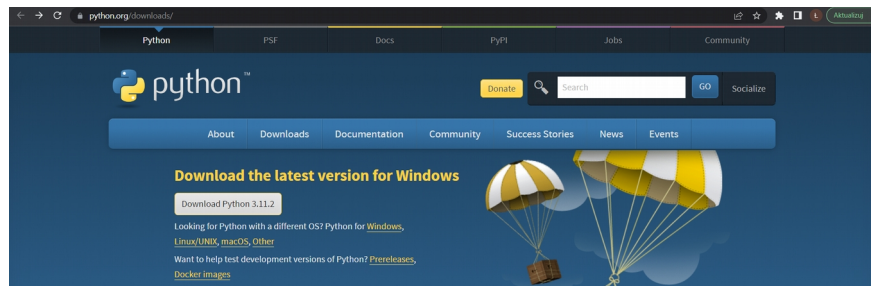 python.org/downloads/
L Aktualizuj
Python PSF Docs PyPI Jobs Community
python™
Donate Search GO Socialize
About Downloads Documentation Community Success Stories News Events
Download the latest version for Windows
Download Python 3.11.2
Looking for Python with a different OS? Python for Windows,
Linux/UNIX, macOS, Other
Want to help test development versions of Python? Prereleases,
Docker images